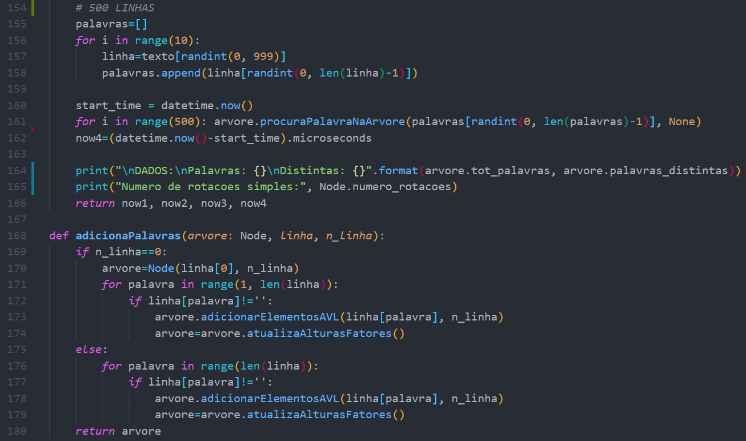 154 # 500 LINHAS
155 palavras=[]
156 for i in range(10):
157     linha=texto[randint(0, 999)]
158     palavras.append(linha[randint(0, len(linha)-1)])
159
160 start_time = datetime.now()
161 for i in range(500): arvore.procuraPalavraNaArvore(palavras[randint(0, len(palavras)-1)], None)
162 now4=(datetime.now()-start_time).microseconds
163
164 print("\nDADOS:\nPalavras: {}\nDistintas: {}".format(arvore.tot_palavras, arvore.palavras_distintas))
165 print("Numero de rotacoes simples:", Node.numero_rotacoes)
166 return now1, now2, now3, now4
167
168 def adicionaPalavras(arvore: Node, linha, n_linha):
169     if n_linha==0:
170         arvore=Node(linha[0], n_linha)
171         for palavra in range(1, len(linha)):
172             if linha[palavra]!='':
173                 arvore.adicionarElementosAVL(linha[palavra], n_linha)
174                 arvore=arvore.atualizaAlturasFatores()
175     else:
176         for palavra in range(len(linha)):
177             if linha[palavra]!='':
178                 arvore.adicionarElementosAVL(linha[palavra], n_linha)
179                 arvore=arvore.atualizaAlturasFatores()
180     return arvore